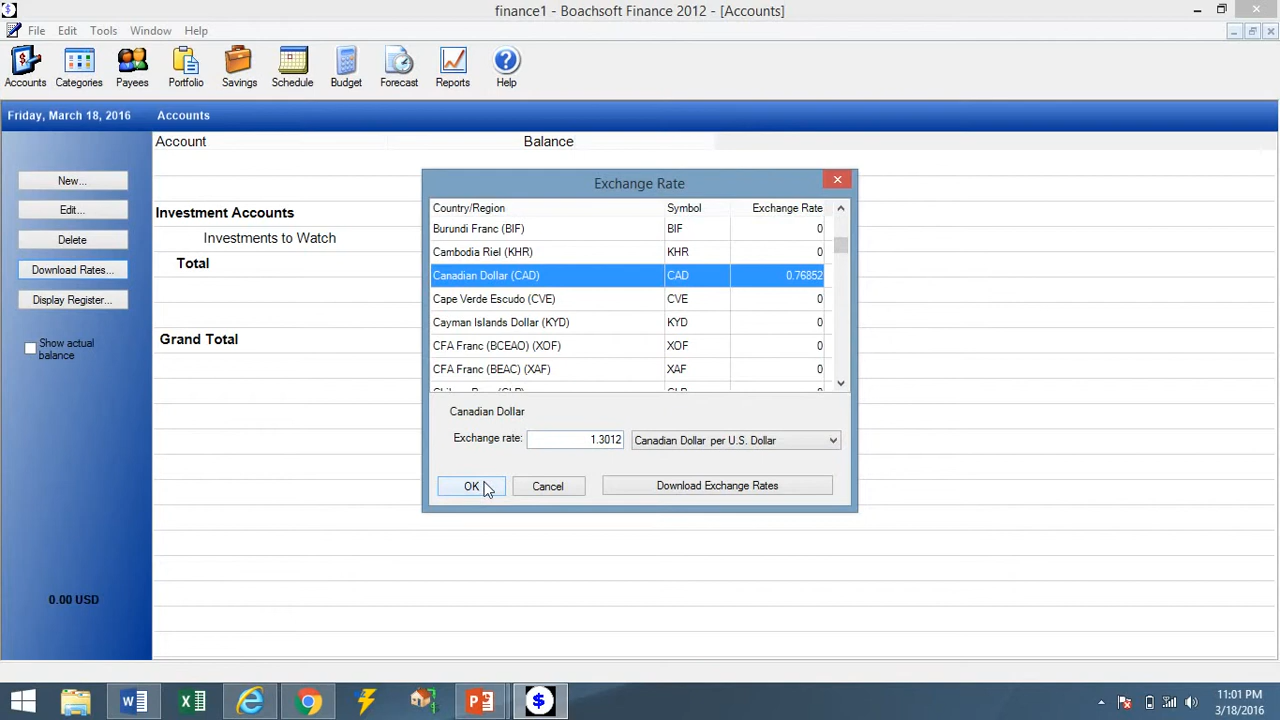 finance1 - Boachsoft Finance 2012 - [Accounts]
File Edit Tools Window Help
Accounts Categories Payees Portfolio Savings Schedule Budget Forecast Reports Help
Friday, March 18, 2016 Accounts
Account Balance
New...
Edit...
Delete
Download Rates...
Display Register...
Show actual
balance
0.00 USD
Investment Accounts
Investments to Watch
Total
Grand Total
Exchange Rate
Country/Region Symbol Exchange Rate
Burundi Franc (BIF) BIF 0
Cambodia Riel (KHR) KHR 0
Canadian Dollar (CAD) CAD 0.76852
Cape Verde Escudo (CVE) CVE 0
Cayman Islands Dollar (KYD) KYD 0
CFA Franc (BCEAO) (XOF) XOF 0
CFA Franc (BEAC) (XAF) XAF 0
Canadian Dollar
Exchange rate: 1.3012 Canadian Dollar per U.S. Dollar
OK Cancel Download Exchange Rates
11:01 PM
3/18/2016